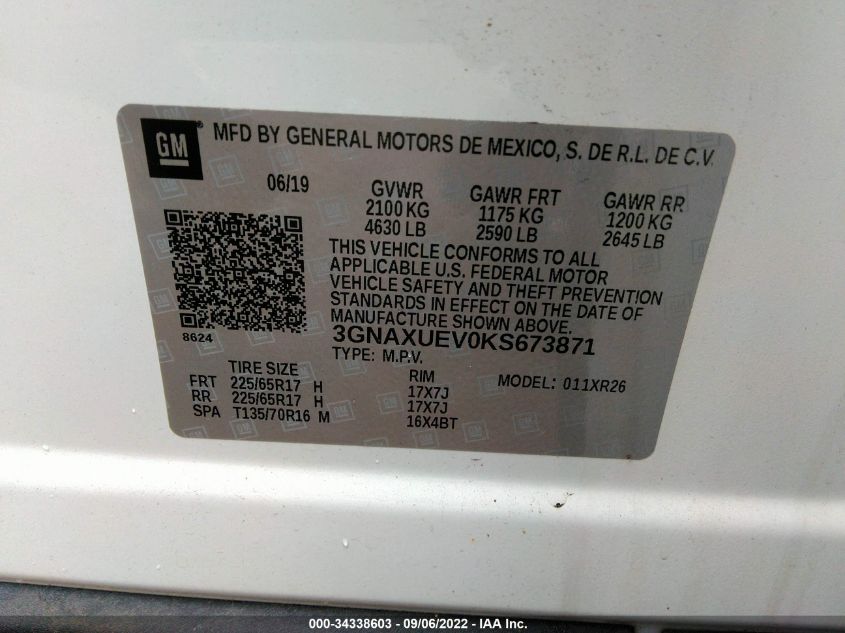 GM ® MFD BY GENERAL MOTORS DE MEXICO, S. DE R.L. DE C.V.
06/19 GVWR GAWR FRT GAWR RR
2100 KG 1175 KG 1200 KG
4630 LB 2590 LB 2645 LB
THIS VEHICLE CONFORMS TO ALL
APPLICABLE U.S. FEDERAL MOTOR
VEHICLE SAFETY AND THEFT PREVENTION
STANDARDS IN EFFECT ON THE DATE OF
MANUFACTURE SHOWN ABOVE.
8624
3GNAXUEV0KS673871
TYPE: M.P.V.
TIRE SIZE RIM MODEL: 011XR26
FRT 225/65R17 H 17X7J
RR 225/65R17 H 17X7J
SPA T135/70R16 M 16X4BT
000-34338603 - 09/06/2022 - IAA Inc.